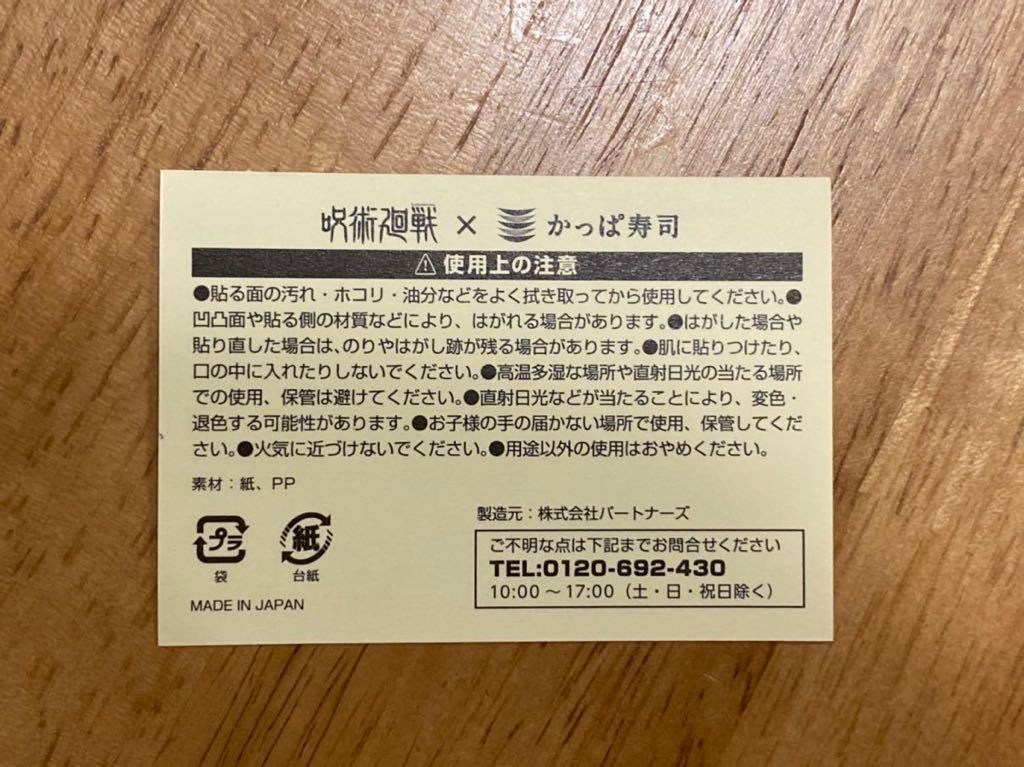 呪術廻戦 × かっぱ寿司
⚠ 使用上の注意
●貼る面の汚れ・ホコリ・油分などをよく拭き取ってから使用してください。●
凹凸面や貼る側の材質などにより、はがれる場合があります。●はがした場合や
貼り直した場合は、のりやはがし跡が残る場合があります。●肌に貼りつけたり、
口の中に入れたりしないでください。●高温多湿な場所や直射日光の当たる場所
での使用、保管は避けてください。●直射日光などが当たることにより、変色・
退色する可能性があります。●お子様の手の届かない場所で使用、保管してくだ
さい。●火気に近づけないでください。●用途以外の使用はおやめください。
素材：紙、PP
プラ
袋
紙
台紙
MADE IN JAPAN
製造元：株式会社パートナーズ
ご不明な点は下記までお問合せください
TEL:0120-692-430
10:00～17:00（土・日・祝日除く）